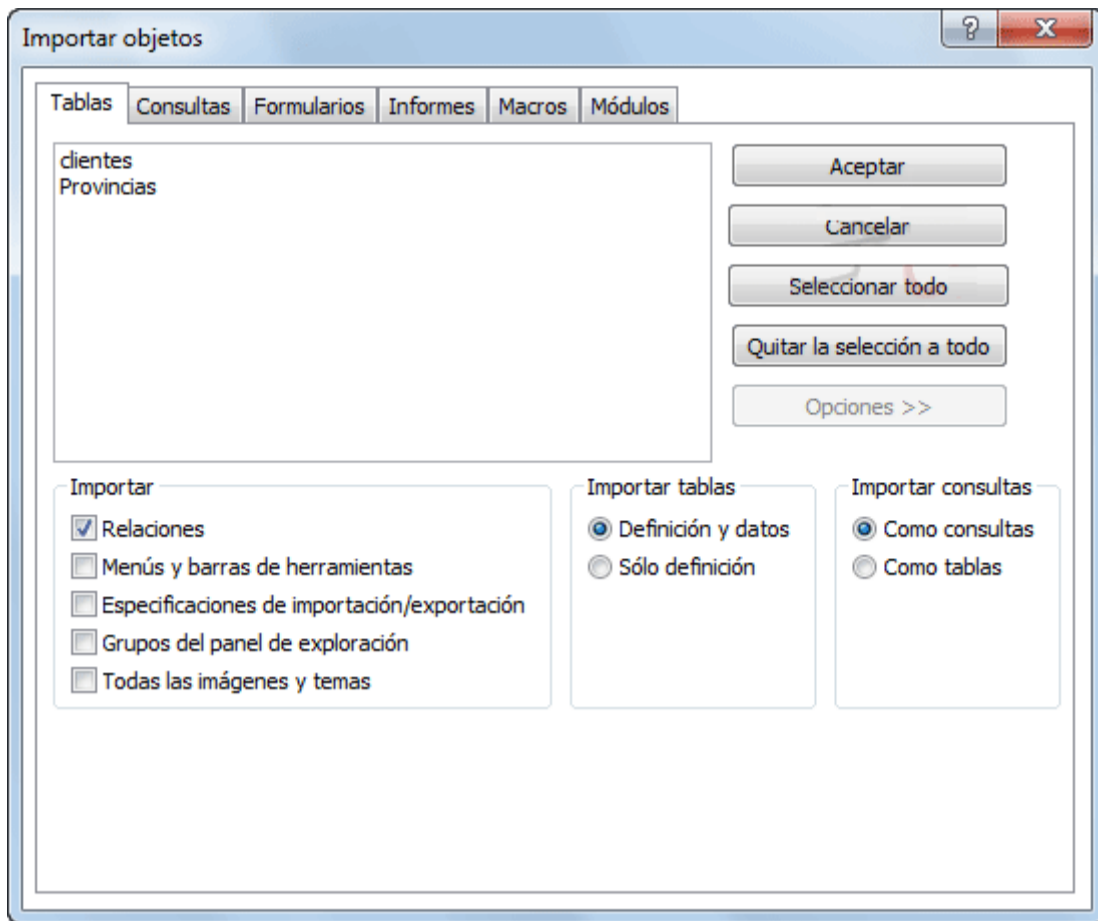 Importar objetos
Tablas Consultas Formularios Informes Macros Módulos
clientes
Provincias
Aceptar
Cancelar
Seleccionar todo
Quitar la selección a todo
Opciones >>
Importar
Relaciones
Menús y barras de herramientas
Especificaciones de importación/exportación
Grupos del panel de exploración
Todas las imágenes y temas
Importar tablas
Definición y datos
Sólo definición
Importar consultas
Como consultas
Como tablas